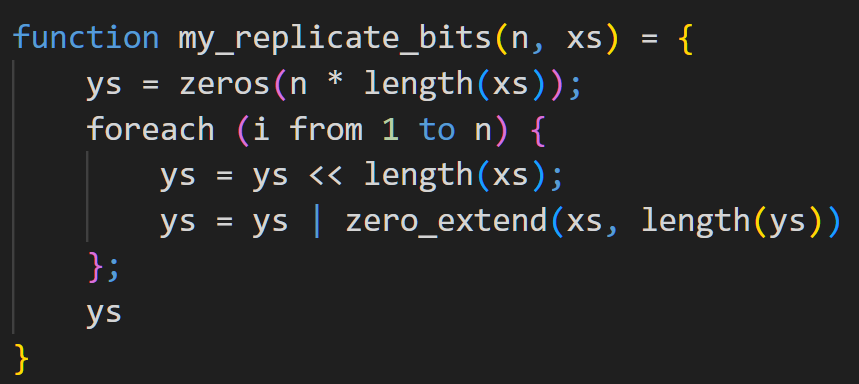 function my_replicate_bits(n, xs) = {
    ys = zeros(n * length(xs));
    foreach (i from 1 to n) {
        ys = ys << length(xs);
        ys = ys | zero_extend(xs, length(ys))
    };
    ys
}